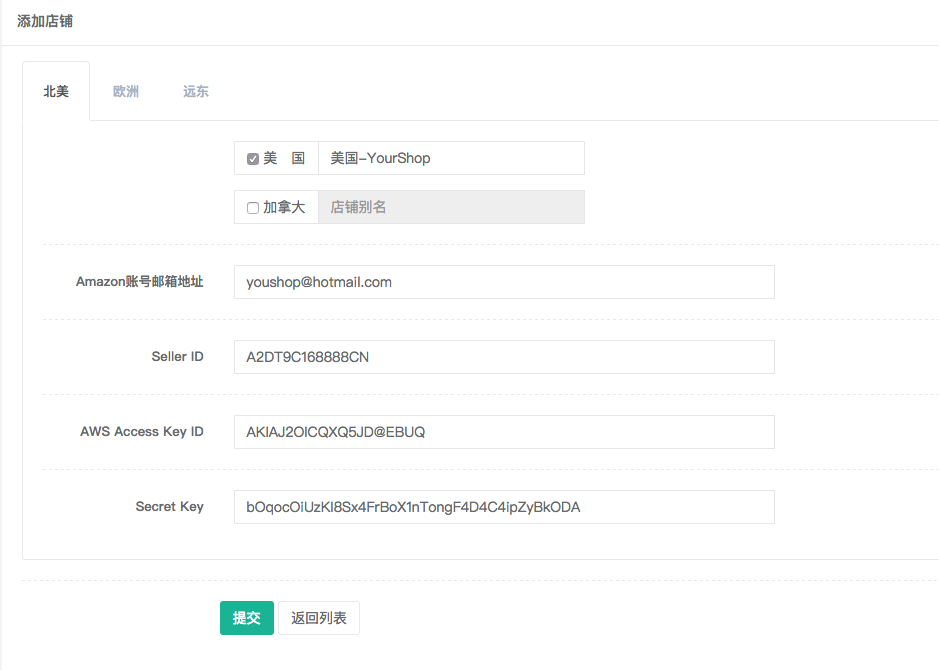 添加店铺
北美 欧洲 远东
美 国 美国-YourShop
加拿大 店铺别名
Amazon账号邮箱地址 youshop@hotmail.com
Seller ID A2DT9C168888CN
AWS Access Key ID AKIAJ2OICQXQ5JD@EBUQ
Secret Key bOqocOiUzKI8Sx4FrBoX1nTongF4D4C4ipZyBkODA
提交 返回列表